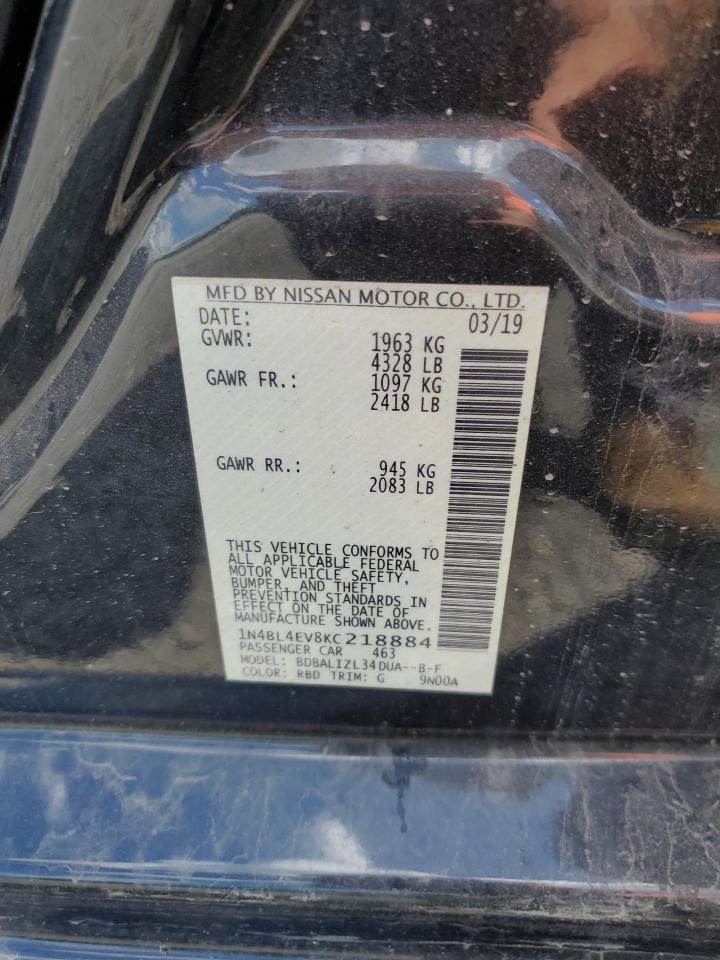 MFD BY NISSAN MOTOR CO., LTD.
DATE: 03/19
GVWR: 1963 KG
4328 LB
GAWR FR.: 1097 KG
2418 LB
GAWR RR.: 945 KG
2083 LB
THIS VEHICLE CONFORMS TO
ALL APPLICABLE FEDERAL
MOTOR VEHICLE SAFETY,
BUMPER, AND THEFT
PREVENTION STANDARDS IN
EFFECT ON THE DATE OF
MANUFACTURE SHOWN ABOVE.
1N4BL4EV8KC218884
PASSENGER CAR 463
MODEL: BDBALIZL34DUA--B-F
COLOR: RBD TRIM: G 9N00A